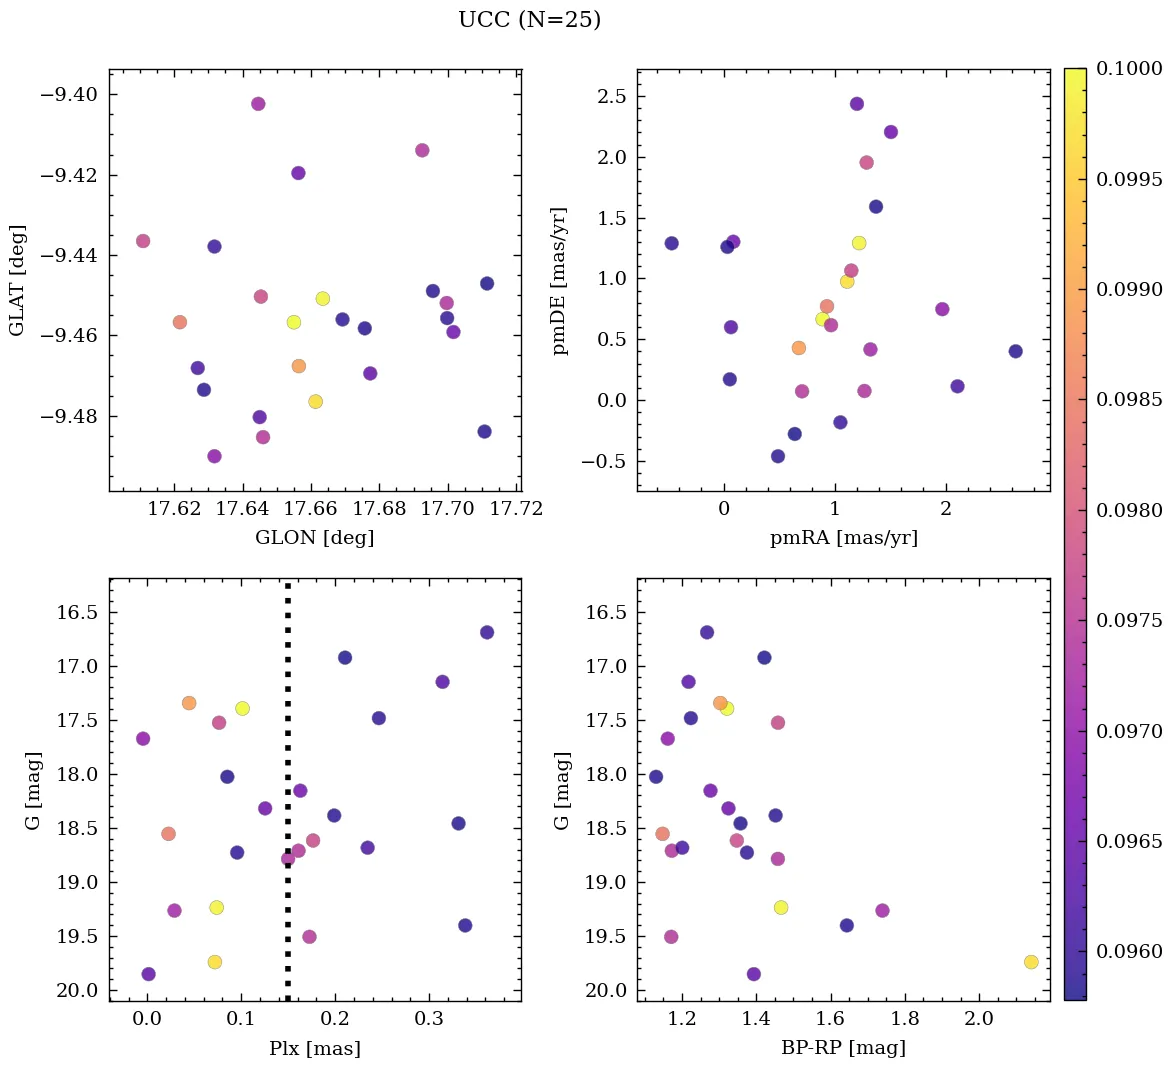 UCC (N=25)
−9.40
−9.42
−9.44
−9.46
−9.48
GLAT [deg]
17.62 17.64 17.66 17.68 17.70 17.72
GLON [deg]
2.5
2.0
1.5
1.0
0.5
0.0
−0.5
pmDE [mas/yr]
0 1 2
pmRA [mas/yr]
16.5
17.0
17.5
18.0
18.5
19.0
19.5
20.0
G [mag]
0.0 0.1 0.2 0.3
Plx [mas]
16.5
17.0
17.5
18.0
18.5
19.0
19.5
20.0
G [mag]
1.2 1.4 1.6 1.8 2.0
BP-RP [mag]
0.1000
0.0995
0.0990
0.0985
0.0980
0.0975
0.0970
0.0965
0.0960